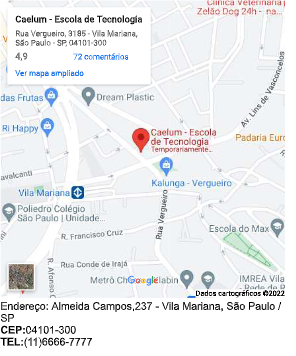 Clínica Veterinária p
Zelão Dog 24h - na
Caelum - Escola de Tecnologia
Rua Vergueiro, 3185 - Vila Mariana,
São Paulo - SP, 04101-300
4,9 72 comentários
Ver mapa ampliado
das Frutas
Dream Plastic
Av. Lins de Vasconcelos
Ri Happy
Caelum - Escola
de Tecnologia
Temporariamente...
Padaria Euro
avalcanti
Kalunga - Vergueiro
Vila Mariana
Poliedro Colégio
São Paulo | Unidade...
Rua Vergueiro
Escola do Max
R. Francisco Cruz
Rua Conde de Irajá
R. Afonso C
Metrô Ch
Google
labin
IMREA Vila
Dados cartográficos ©2022
Endereço: Almeida Campos,237 - Vila Mariana, São Paulo /
SP
CEP:04101-300
TEL:(11)6666-7777